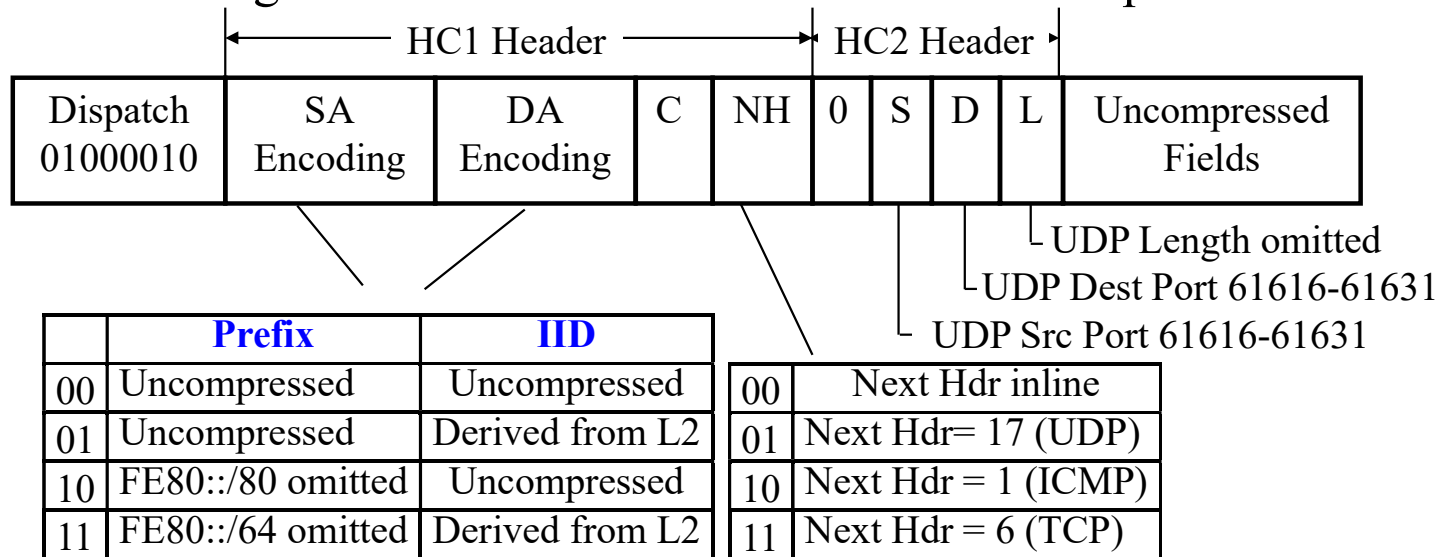 HC1 Header
HC2 Header
Dispatch
01000010
SA
Encoding
DA
Encoding
C
NH
0
S
D
L
Uncompressed
Fields
UDP Length omitted
UDP Dest Port 61616-61631
UDP Src Port 61616-61631
Prefix IID
00 Uncompressed Uncompressed
01 Uncompressed Derived from L2
10 FE80::/80 omitted Uncompressed
11 FE80::/64 omitted Derived from L2
00 Next Hdr inline
01 Next Hdr= 17 (UDP)
10 Next Hdr = 1 (ICMP)
11 Next Hdr = 6 (TCP)